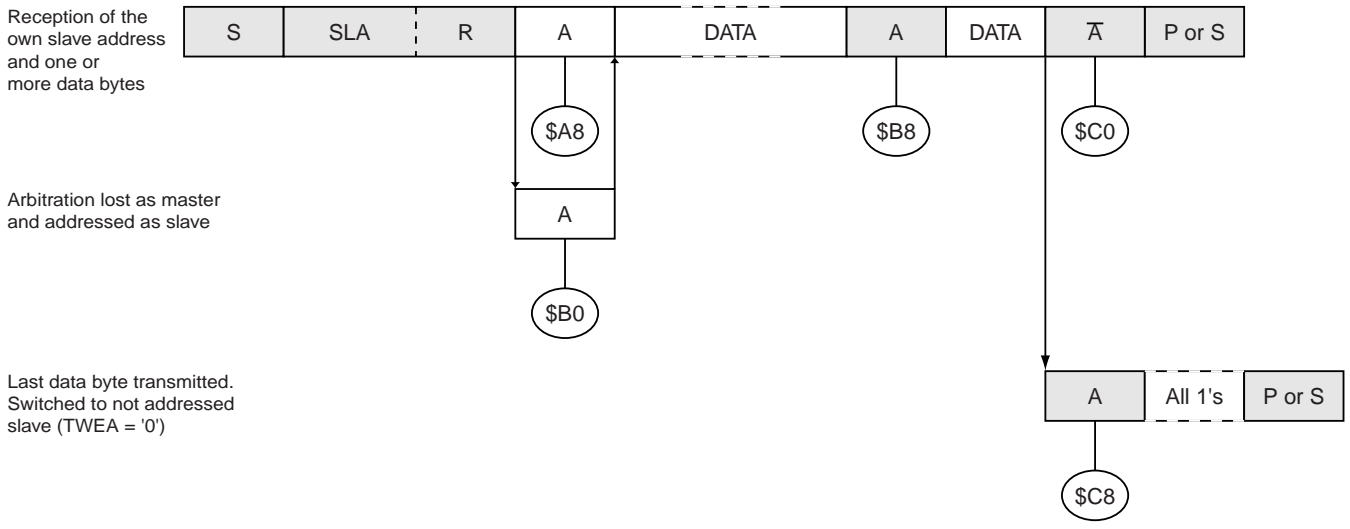 Reception of the
own slave address
and one or
more data bytes
S SLA R A DATA A DATA A̅ P or S
$A8 $B8 $C0
Arbitration lost as master
and addressed as slave
A
$B0
Last data byte transmitted.
Switched to not addressed
slave (TWEA = '0')
A All 1's P or S
$C8